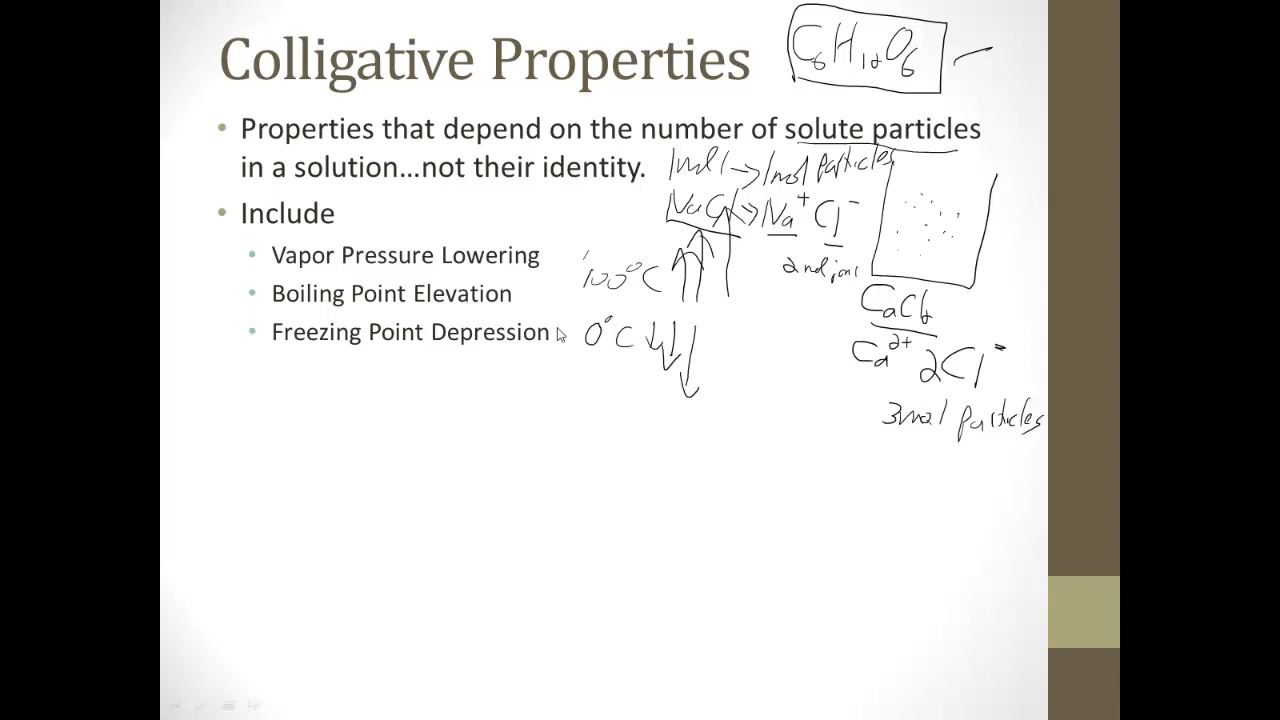 Colligative Properties
C6H12O6
• Properties that depend on the number of solute particles
in a solution…not their identity.
1mol → 1mol particles
NaCl → Na+ Cl-
2mol ions
• Include
• Vapor Pressure Lowering
• Boiling Point Elevation
100°C
• Freezing Point Depression
0°C
CaCl2
Ca2+ 2Cl-
3mol particles